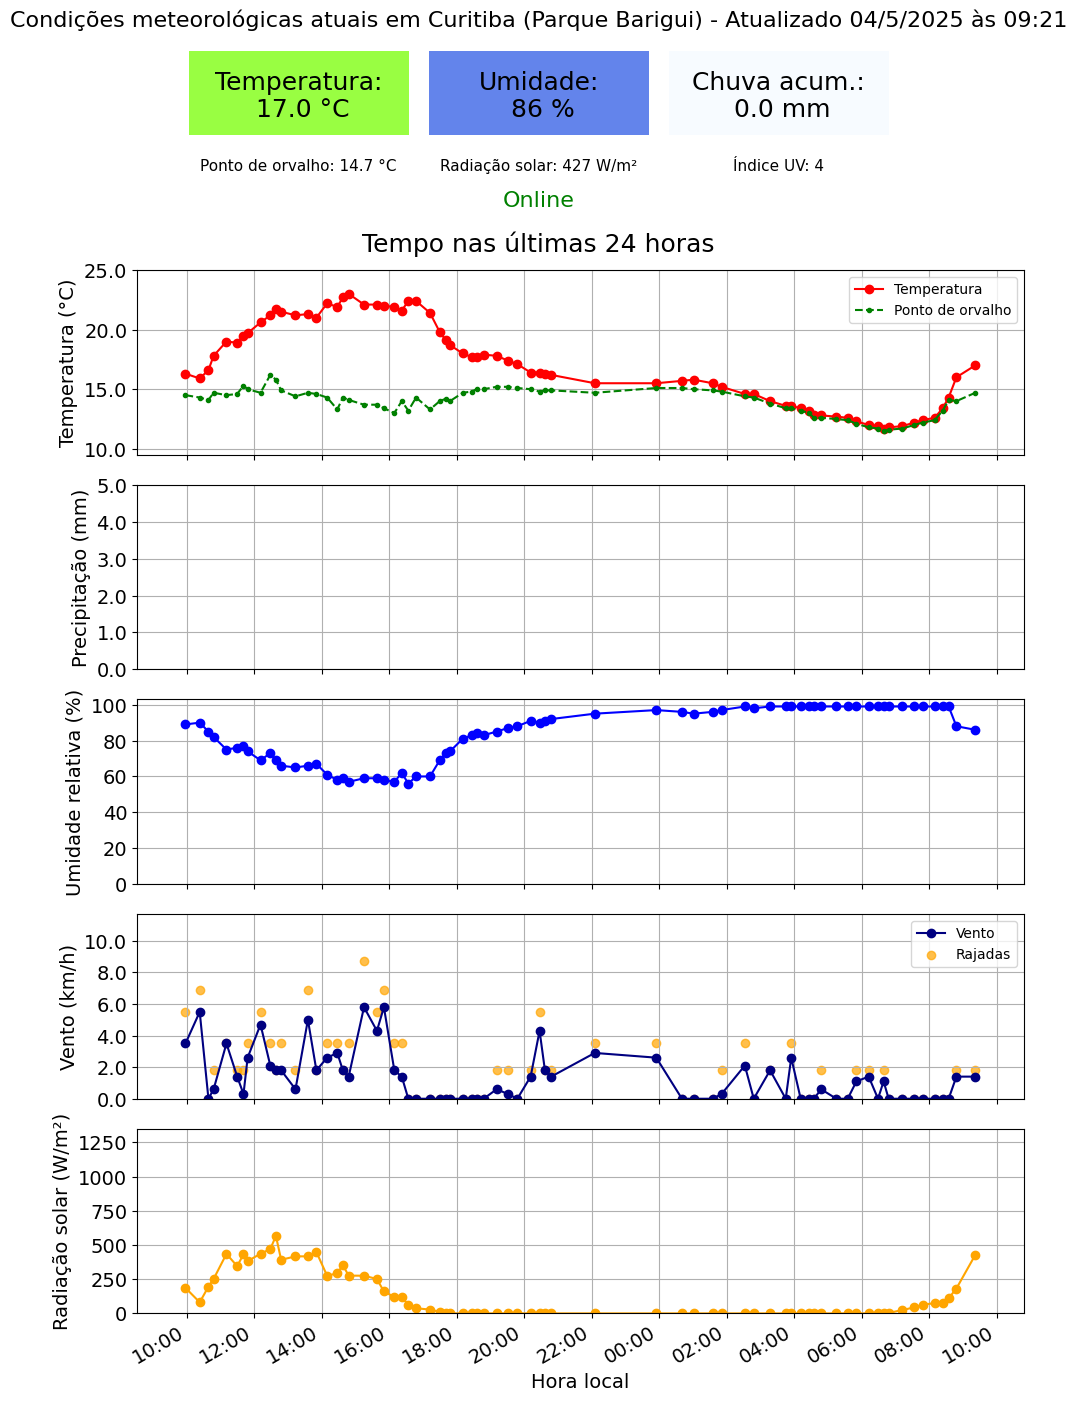 Condições meteorológicas atuais em Curitiba (Parque Barigui) - Atualizado 04/5/2025 às 09:21
Temperatura:
17.0 °C
Umidade:
86 %
Chuva acum.:
0.0 mm
Ponto de orvalho: 14.7 °C
Radiação solar: 427 W/m²
Índice UV: 4
Online
Tempo nas últimas 24 horas
Temperatura (°C)
25.0
20.0
15.0
10.0
Temperatura
Ponto de orvalho
Precipitação (mm)
5.0
4.0
3.0
2.0
1.0
0.0
Umidade relativa (%)
100
80
60
40
20
0
Vento (km/h)
10.0
8.0
6.0
4.0
2.0
0.0
Vento
Rajadas
Radiação solar (W/m²)
1250
1000
750
500
250
0
10:00
12:00
14:00
16:00
18:00
20:00
22:00
00:00
02:00
04:00
06:00
08:00
10:00
Hora local